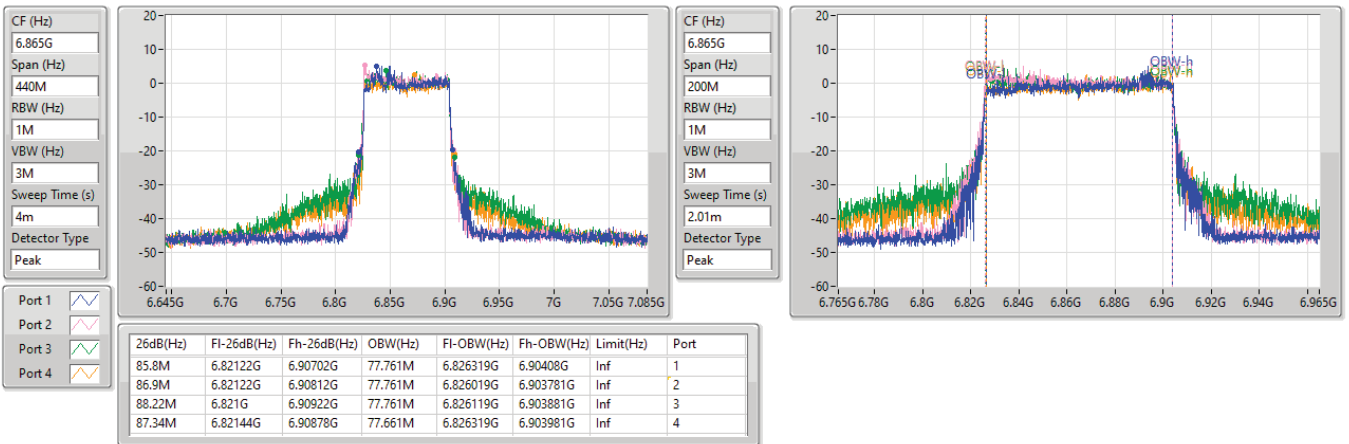 CF (Hz)
6.865G
Span (Hz)
440M
RBW (Hz)
1M
VBW (Hz)
3M
Sweep Time (s)
4m
Detector Type
Peak
20
10
0
-10
-20
-30
-40
-50
-60
6.645G 6.7G 6.75G 6.8G 6.85G 6.9G 6.95G 7G 7.05G 7.085G
CF (Hz)
6.865G
Span (Hz)
200M
RBW (Hz)
1M
VBW (Hz)
3M
Sweep Time (s)
2.01m
Detector Type
Peak
20
10
0
-10
-20
-30
-40
-50
-60
OBW-h
6.765G 6.78G 6.8G 6.82G 6.84G 6.86G 6.88G 6.9G 6.92G 6.94G 6.965G
Port 1
Port 2
Port 3
Port 4
26dB(Hz) Fl-26dB(Hz) Fh-26dB(Hz) OBW(Hz) Fl-OBW(Hz) Fh-OBW(Hz) Limit(Hz) Port
85.8M 6.82122G 6.90702G 77.761M 6.826319G 6.90408G Inf 1
86.9M 6.82122G 6.90812G 77.761M 6.826019G 6.903781G Inf 2
88.22M 6.821G 6.90922G 77.761M 6.826119G 6.903881G Inf 3
87.34M 6.82144G 6.90878G 77.661M 6.826319G 6.903981G Inf 4